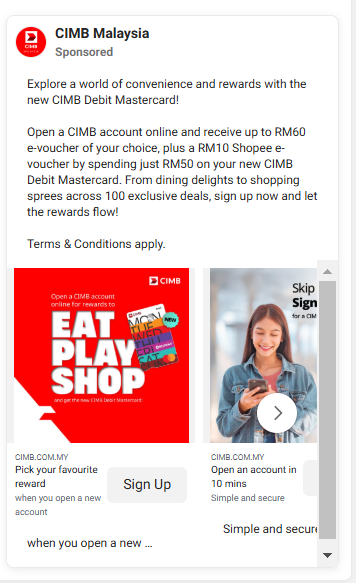 CIMB Malaysia
Sponsored
Explore a world of convenience and rewards with the
new CIMB Debit Mastercard!
Open a CIMB account online and receive up to RM60
e-voucher of your choice, plus a RM10 Shopee e-
voucher by spending just RM50 on your new CIMB
Debit Mastercard. From dining delights to shopping
sprees across 100 exclusive deals, sign up now and let
the rewards flow!
Terms & Conditions apply.
CIMB
Open a CIMB account
online for rewards to
EAT
PLAY
SHOP
NEW
and get the new CIMB Debit Mastercard!
CIMB.COM.MY
Pick your favourite
reward
when you open a new
account
Sign Up
when you open a new ...
Skip
Sign
for a CIM
CIMB.COM.MY
Open an account in
10 mins
Simple and secure
Simple and secure